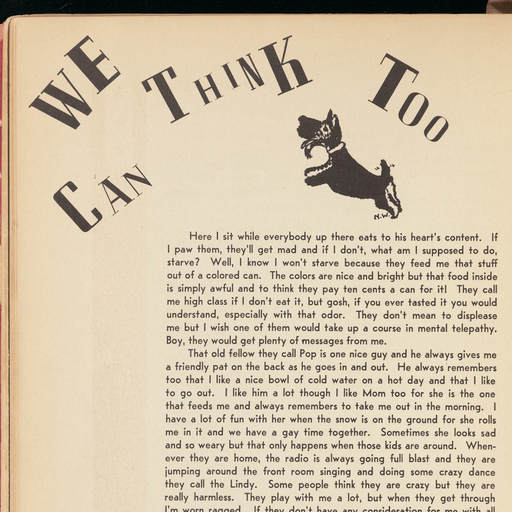 WE
CAN
THINK
TOO
N.W.
Here I sit while everybody up there eats to his heart's content. If
I paw them, they'll get mad and if I don't, what am I supposed to do,
starve? Well, I know I won't starve because they feed me that stuff
out of a colored can. The colors are nice and bright but that food inside
is simply awful and to think they pay ten cents a can for it! They call
me high class if I don't eat it, but gosh, if you ever tasted it you would
understand, especially with that odor. They don't mean to displease
me but I wish one of them would take up a course in mental telepathy.
Boy, they would get plenty of messages from me.
That old fellow they call Pop is one nice guy and he always gives me
a friendly pat on the back as he goes in and out. He always remembers
too that I like a nice bowl of cold water on a hot day and that I like
to go out. I like him a lot though I like Mom too for she is the one
that feeds me and always remembers to take me out in the morning. I
have a lot of fun with her when the snow is on the ground for she rolls
me in it and we have a gay time together. Sometimes she looks sad
and so weary but that only happens when those kids are around. When-
ever they are home, the radio is always going full blast and they are
jumping around the front room singing and doing some crazy dance
they call the Lindy. Some people think they are crazy but they are
really harmless. They play with me a lot, but when they get through
I'm worn ragged. If they don't have any consideration for me with all